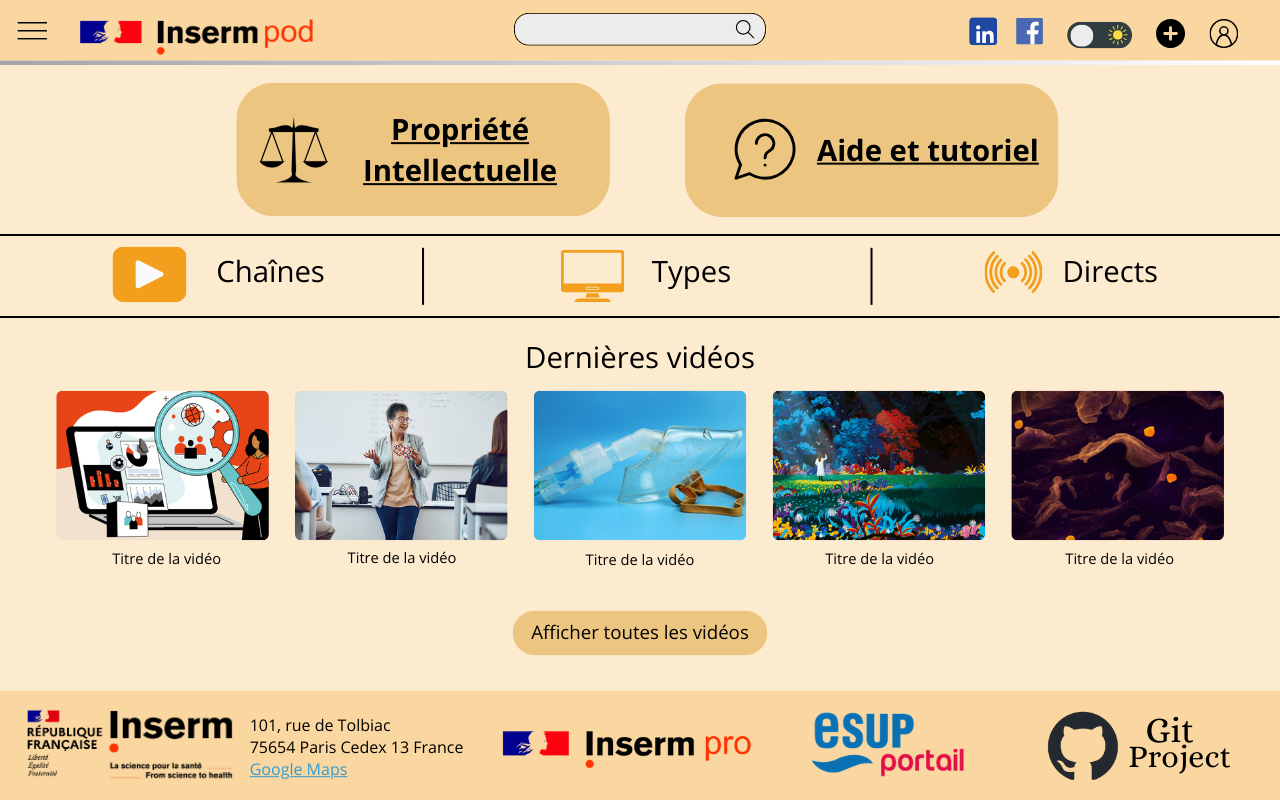 Inserm pod
in
f
Propriété
Intellectuelle
Aide et tutoriel
Chaînes
Types
Directs
Dernières vidéos
Titre de la vidéo
Titre de la vidéo
Titre de la vidéo
Titre de la vidéo
Titre de la vidéo
Afficher toutes les vidéos
RÉPUBLIQUE
FRANÇAISE
Liberté
Égalité
Fraternité
Inserm
La science pour la santé
From science to health
101, rue de Tolbiac
75654 Paris Cedex 13 France
Google Maps
Inserm pro
esup
portail
Git
Project